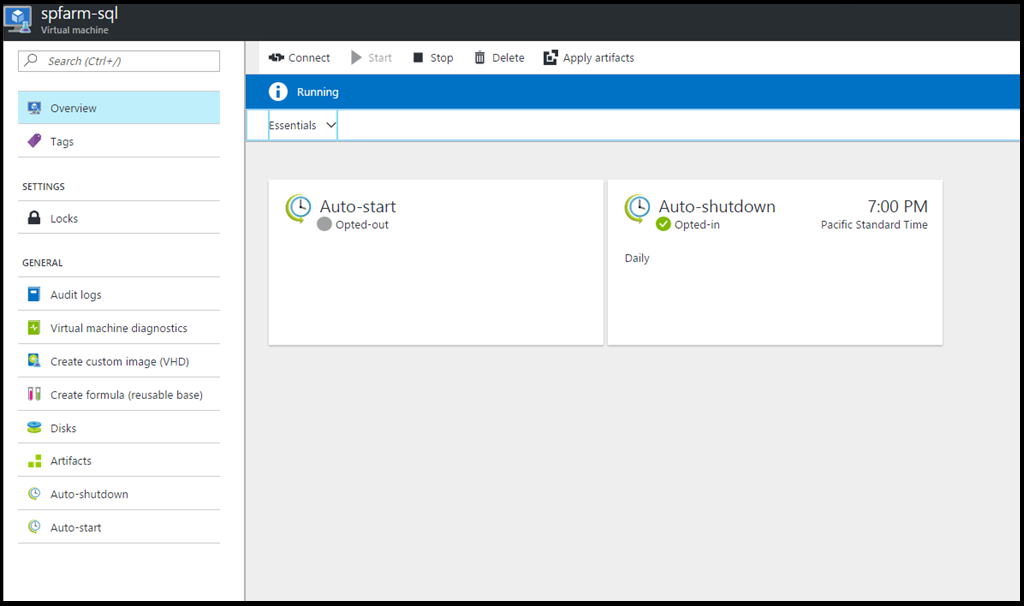 spfarm-sql
Virtual machine
Search (Ctrl+/)
Overview
Tags
SETTINGS
Locks
GENERAL
Audit logs
Virtual machine diagnostics
Create custom image (VHD)
Create formula (reusable base)
Disks
Artifacts
Auto-shutdown
Auto-start
Connect Start Stop Delete Apply artifacts
Running
Essentials
Auto-start
Opted-out
Auto-shutdown 7:00 PM
Opted-in Pacific Standard Time
Daily